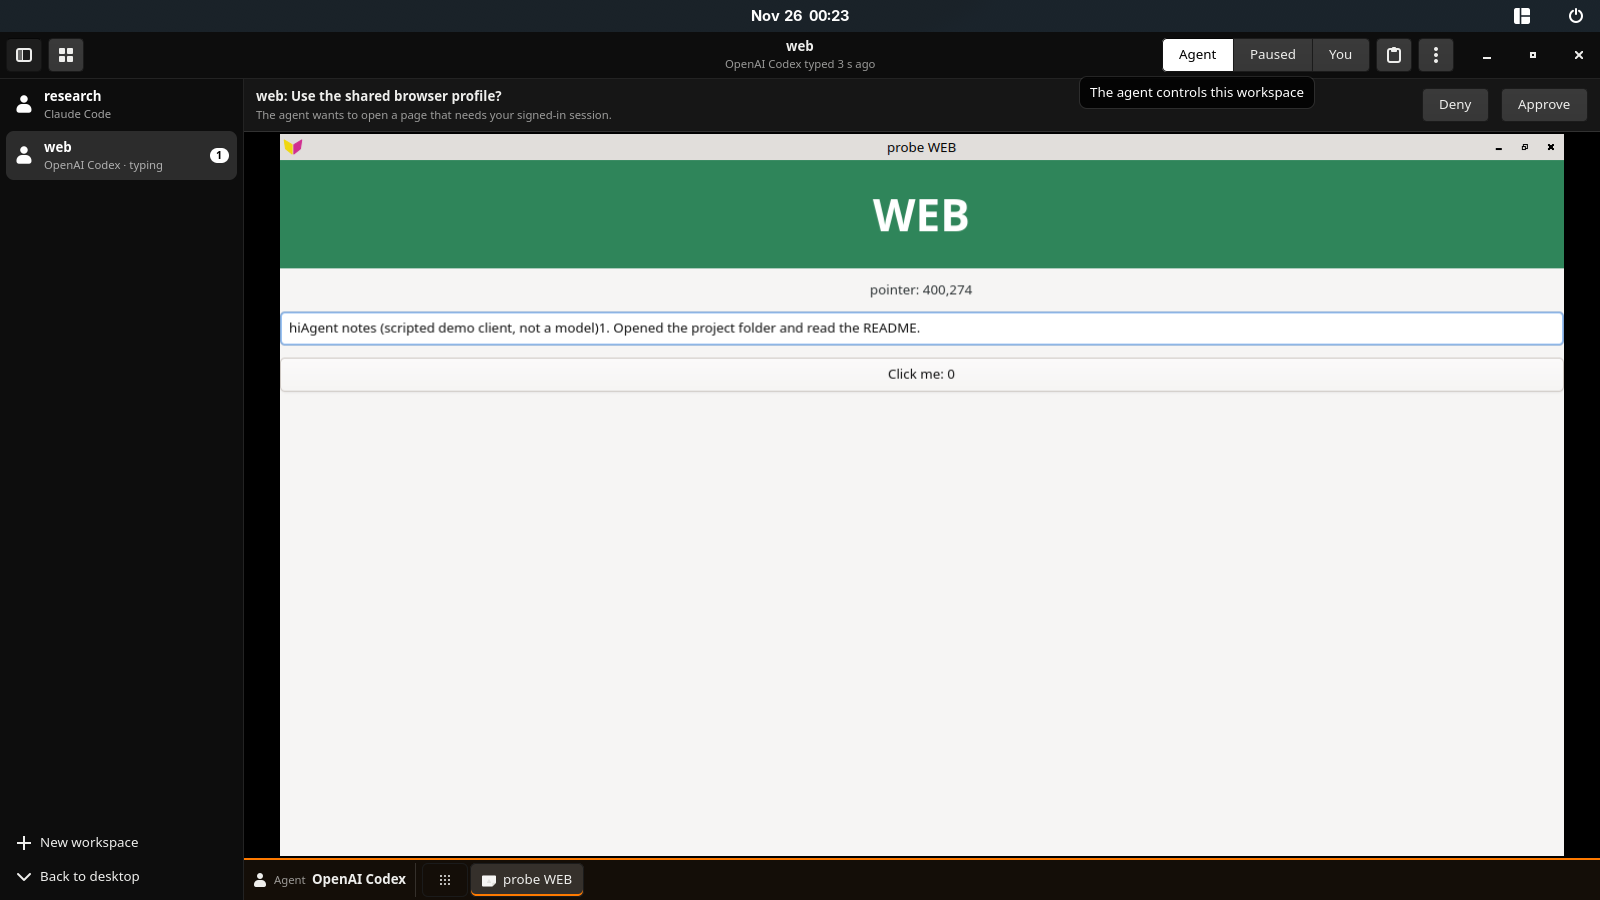 Nov 26 00:23
web
OpenAI Codex typed 3 s ago
Agent
Paused
You
The agent controls this workspace
research
Claude Code
web
OpenAI Codex · typing
1
web: Use the shared browser profile?
The agent wants to open a page that needs your signed-in session.
Deny
Approve
probe WEB
WEB
pointer: 400,274
hiAgent notes (scripted demo client, not a model)1. Opened the project folder and read the README.
Click me: 0
New workspace
Back to desktop
Agent OpenAI Codex
probe WEB